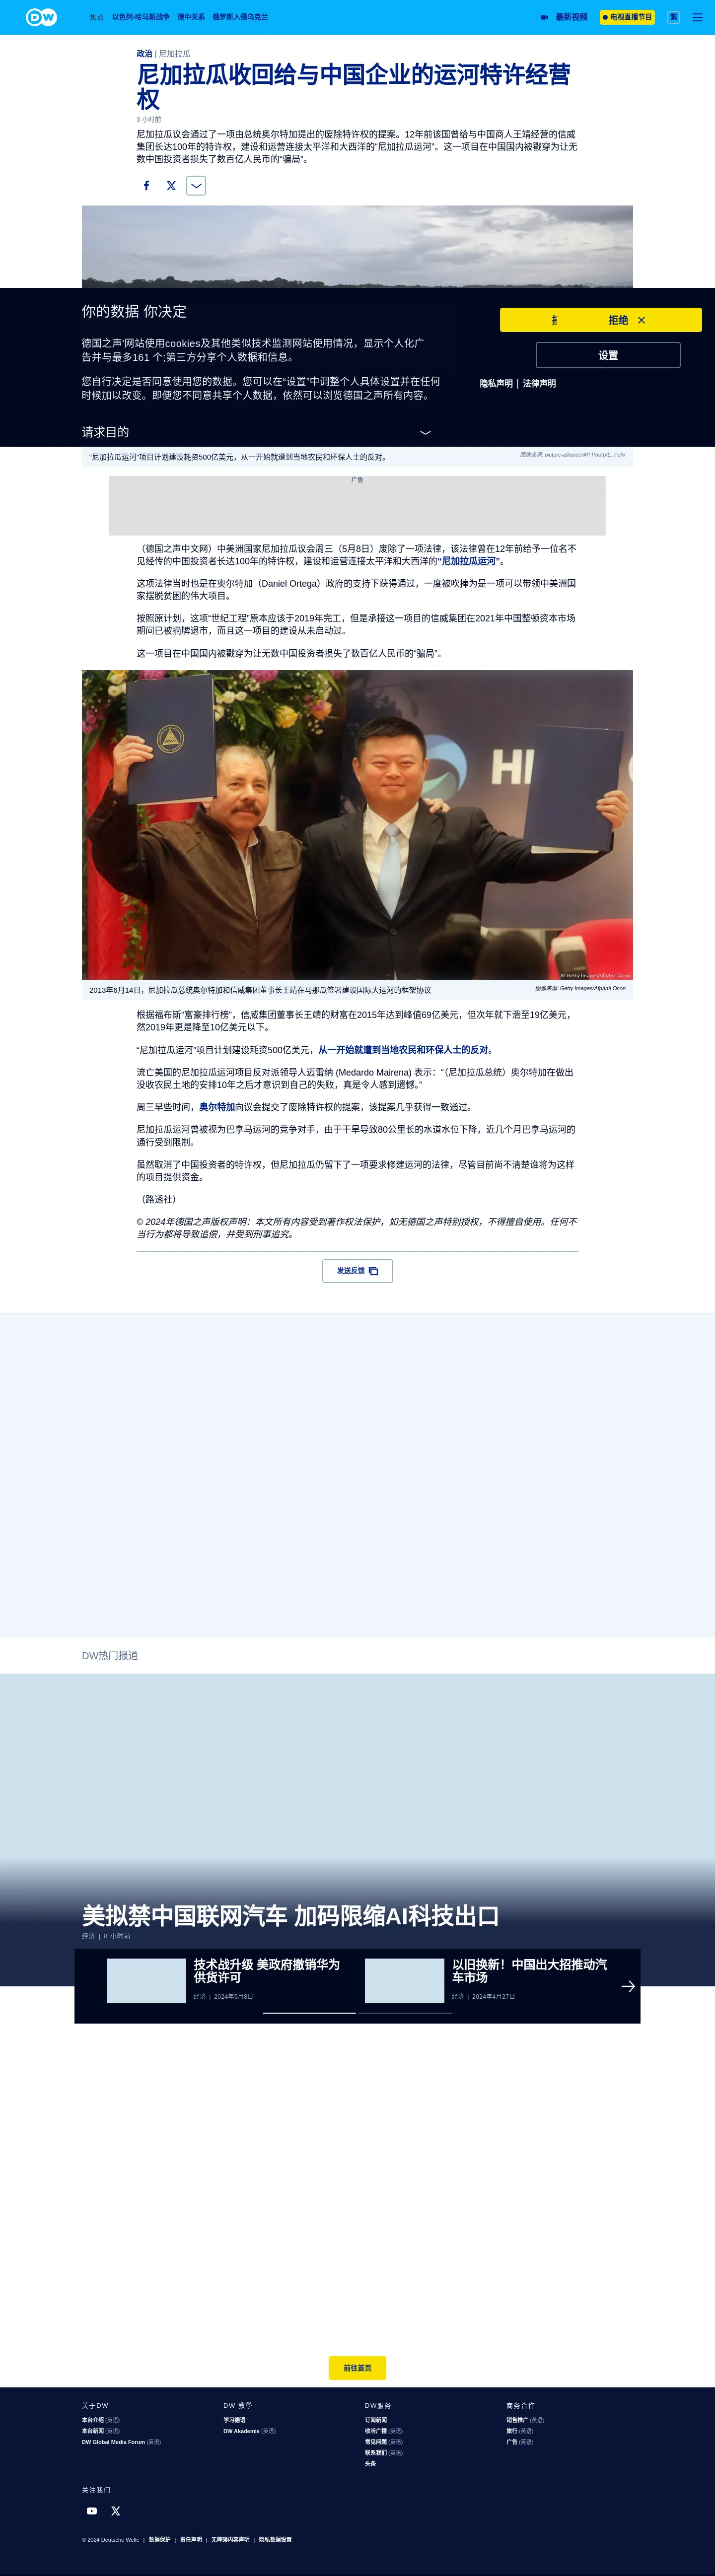 DW
焦点 以色列-哈马斯战争 德中关系 俄罗斯入侵乌克兰 最新视频 电视直播节目 繁
政治 | 尼加拉瓜
尼加拉瓜收回给与中国企业的运河特许经营
权
3 小时前
尼加拉瓜议会通过了一项由总统奥尔特加提出的废除特许权的提案。12年前该国曾给与中国商人王靖经营的信威
集团长达100年的特许权，建设和运营连接太平洋和大西洋的“尼加拉瓜运河”。这一项目在中国国内被戳穿为让无
数中国投资者损失了数百亿人民币的“骗局”。
你的数据 你决定
拒绝
德国之声'网站使用cookies及其他类似技术监测网站使用情况，显示个人化广
告并与最多161 个;第三方分享个人数据和信息。
设置
您自行决定是否同意使用您的数据。您可以在“设置”中调整个人具体设置并在任何
时候加以改变。即便您不同意共享个人数据，依然可以浏览德国之声所有内容。
隐私声明 | 法律声明
请求目的
“尼加拉瓜运河”项目计划建设耗资500亿美元，从一开始就遭到当地农民和环保人士的反对。
图像来源: picture-alliance/AP Photo/E. Felix
广告
（德国之声中文网）中美洲国家尼加拉瓜议会周三（5月8日）废除了一项法律，该法律曾在12年前给予一位名不
见经传的中国投资者长达100年的特许权，建设和运营连接太平洋和大西洋的“尼加拉瓜运河”。
这项法律当时也是在奥尔特加（Daniel Ortega）政府的支持下获得通过，一度被吹捧为是一项可以带领中美洲国
家摆脱贫困的伟大项目。
按照原计划，这项“世纪工程”原本应该于2019年完工，但是承接这一项目的信威集团在2021年中国整顿资本市场
期间已被摘牌退市，而且这一项目的建设从未启动过。
这一项目在中国国内被戳穿为让无数中国投资者损失了数百亿人民币的“骗局”。
© Getty Images/Afp/Inti Ocon
2013年6月14日，尼加拉瓜总统奥尔特加和信威集团董事长王靖在马那瓜签署建设国际大运河的框架协议
图像来源: Getty Images/Afp/Inti Ocon
根据福布斯“富豪排行榜”，信威集团董事长王靖的财富在2015年达到峰值69亿美元，但次年就下滑至19亿美元，
然2019年更是降至10亿美元以下。
“尼加拉瓜运河”项目计划建设耗资500亿美元，从一开始就遭到当地农民和环保人士的反对。
流亡美国的尼加拉瓜运河项目反对派领导人迈雷纳 (Medardo Mairena) 表示：“（尼加拉瓜总统）奥尔特加在做出
没收农民土地的安排10年之后才意识到自己的失败，真是令人感到遗憾。”
周三早些时间，奥尔特加向议会提交了废除特许权的提案，该提案几乎获得一致通过。
尼加拉瓜运河曾被视为巴拿马运河的竞争对手，由于干旱导致80公里长的水道水位下降，近几个月巴拿马运河的
通行受到限制。
虽然取消了中国投资者的特许权，但尼加拉瓜仍留下了一项要求修建运河的法律，尽管目前尚不清楚谁将为这样
的项目提供资金。
（路透社）
© 2024年德国之声版权声明：本文所有内容受到著作权法保护，如无德国之声特别授权，不得擅自使用。任何不
当行为都将导致追偿，并受到刑事追究。
发送反馈
DW热门报道
美拟禁中国联网汽车 加码限缩AI科技出口
经济 | 8 小时前
技术战升级 美政府撤销华为
供货许可
经济 | 2024年5月8日
以旧换新！中国出大招推动汽
车市场
经济 | 2024年4月27日
前往首页
关于DW
本台介绍 (英语)
本台新闻 (英语)
DW Global Media Forum (英语)
DW 教學
学习德语
DW Akademie (英语)
DW服务
订阅新闻
收听广播 (英语)
常见问题 (英语)
联系我们 (英语)
头条
商务合作
销售推广 (英语)
旅行 (英语)
广告 (英语)
关注我们
© 2024 Deutsche Welle | 数据保护 | 责任声明 | 无障碍内容声明 | 隐私数据设置